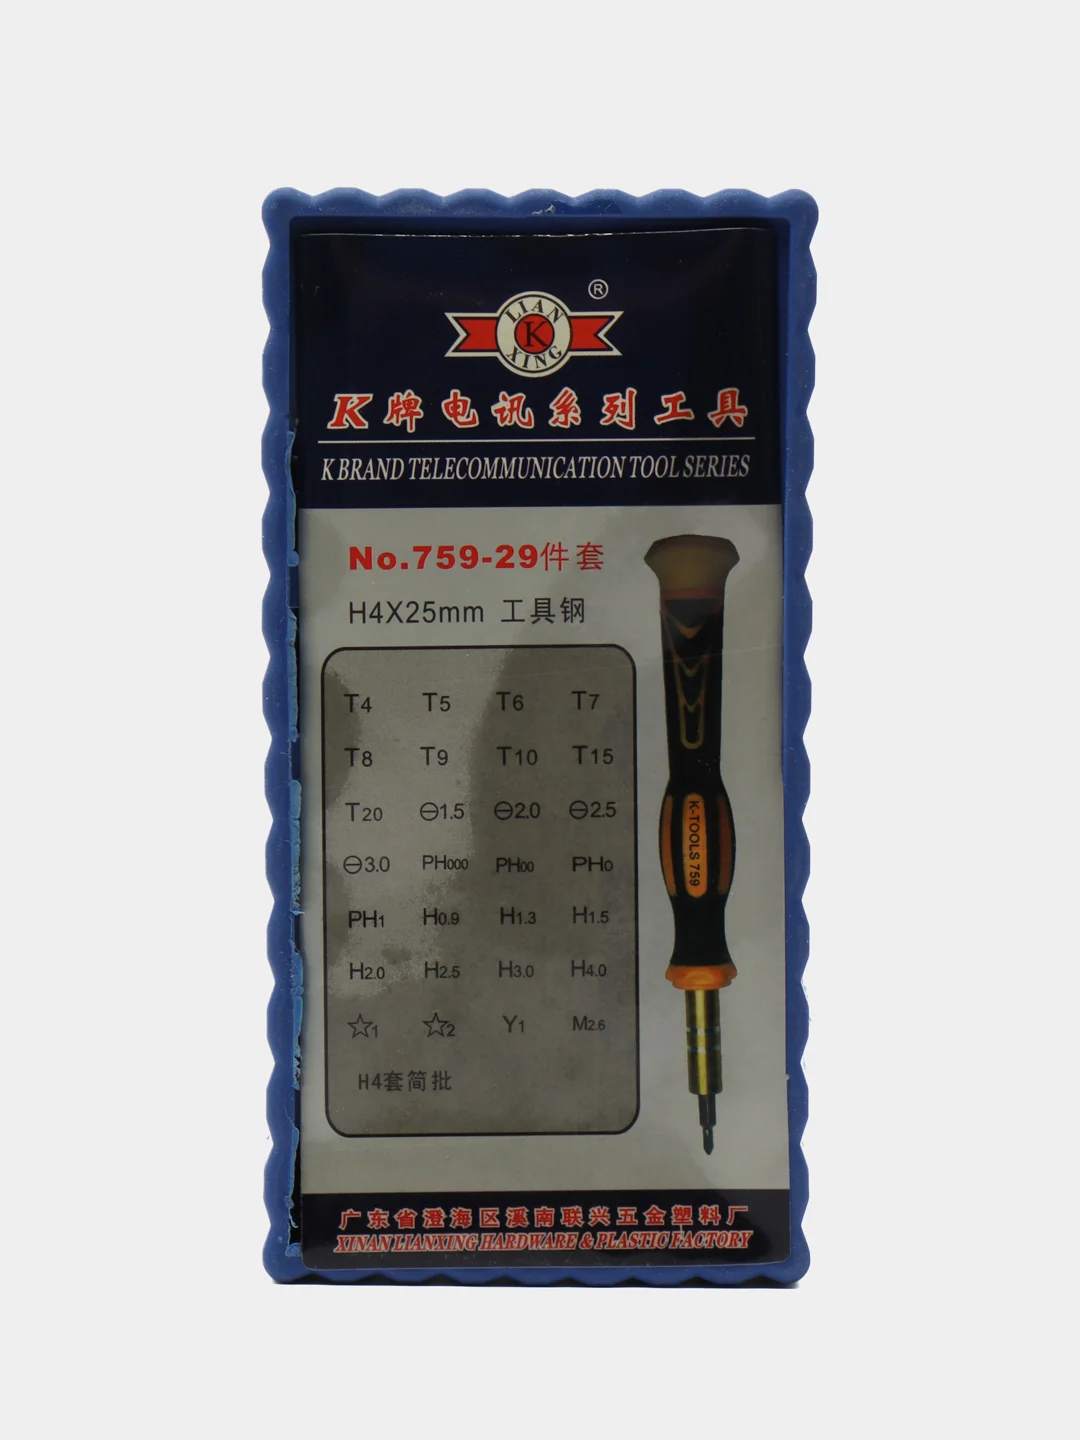 LIAN
®
K
XING
K牌电讯系列工具
K BRAND TELECOMMUNICATION TOOL SERIES
No.759-29件套
H4X25mm 工具钢
T4 T5 T6 T7
T8 T9 T10 T15
T20 ⊖1.5 ⊖2.0 ⊖2.5
⊖3.0 PH000 PH00 PH0
PH1 H0.9 H1.3 H1.5
H2.0 H2.5 H3.0 H4.0
☆1 ☆2 Y1 M2.6
H4套简批
K-TOOLS 759
广东省澄海区溪南联兴五金塑料厂
XINAN LIANXING HARDWARE & PLASTIC FACTORY